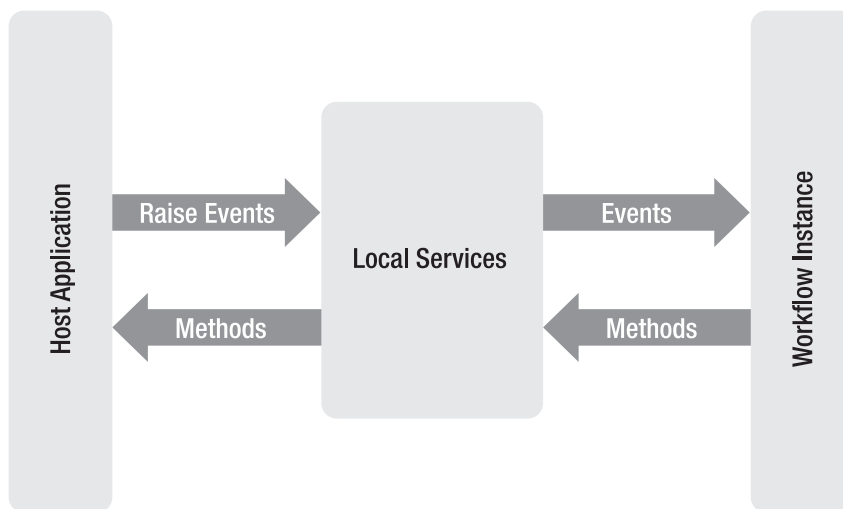 Host Application
Raise Events
Methods
Local Services
Events
Methods
Workflow Instance